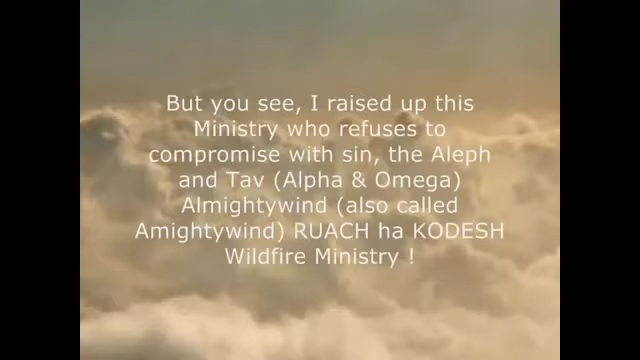 But you see, I raised up this
Ministry who refuses to
compromise with sin, the Aleph
and Tav (Alpha & Omega)
Almightywind (also called
Amightywind) RUACH ha KODESH
Wildfire Ministry !